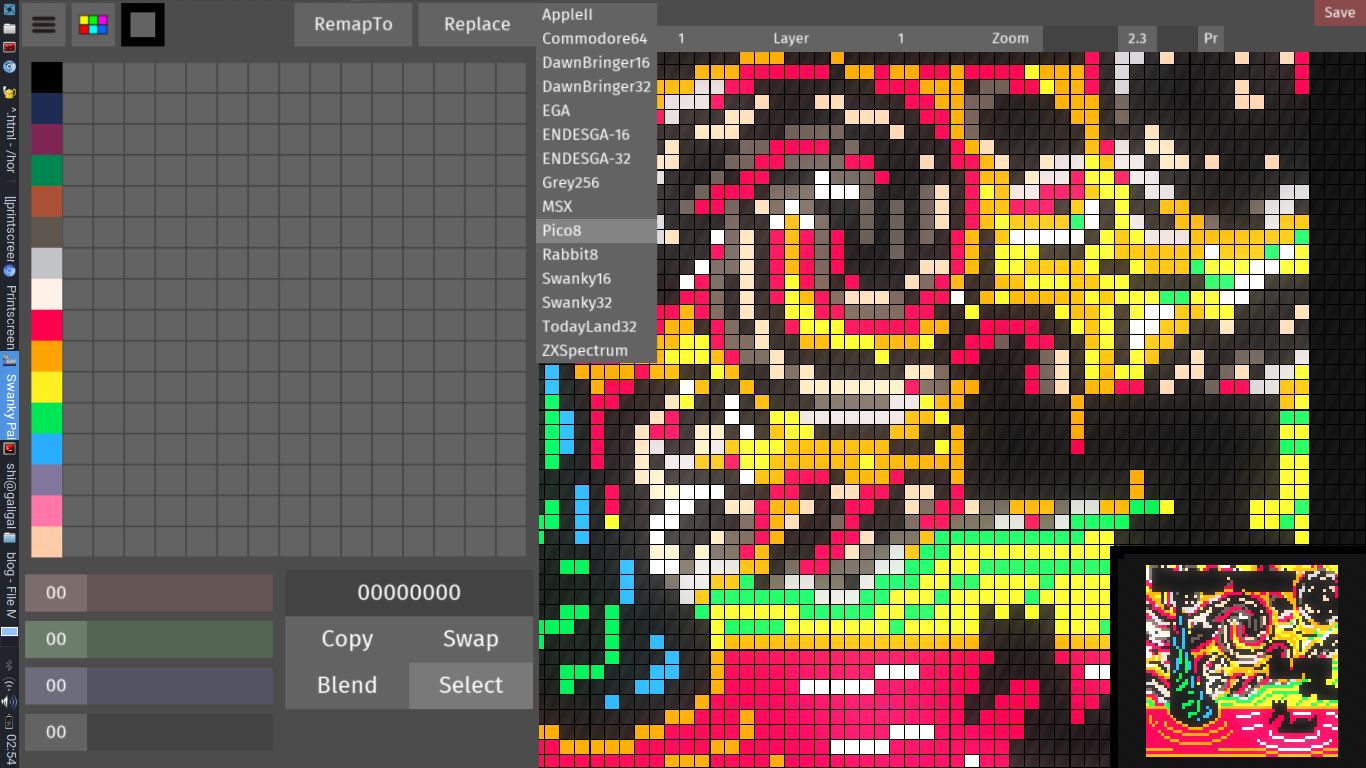 RemapTo
Replace
AppleII
Commodore64
DawnBringer16
DawnBringer32
EGA
ENDESGA-16
ENDESGA-32
Grey256
MSX
Pico8
Rabbit8
Swanky16
Swanky32
TodayLand32
ZXSpectrum
Save
1
Layer
1
Zoom
2.3
Pr
00
00
00
00
00000000
Copy
Swap
Blend
Select
^.html - /hor
||printscreer
Printscreen
Swanky Pai
shi@galigal
blog - File M
02:54